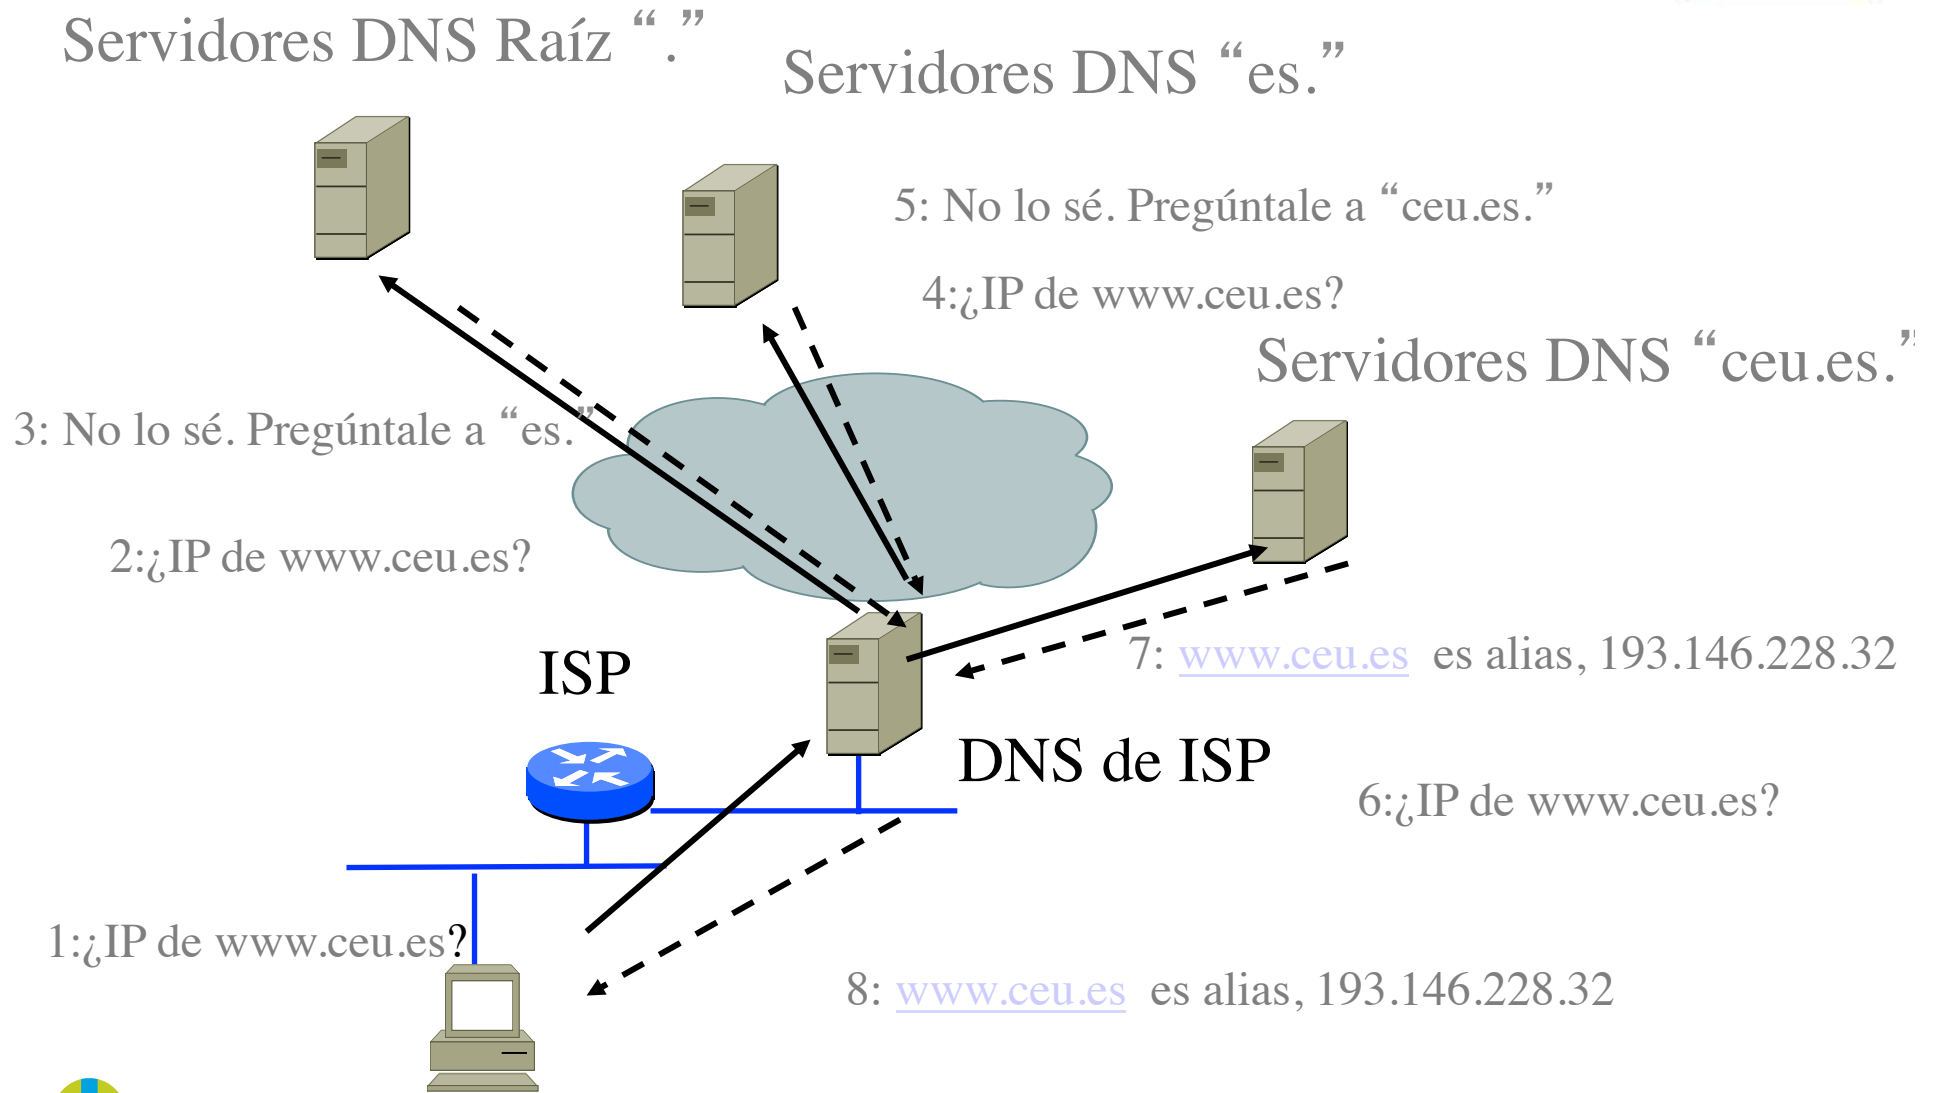 Servidores DNS Raíz “.”
Servidores DNS “es.”
5: No lo sé. Pregúntale a “ceu.es.”
4:¿IP de www.ceu.es?
Servidores DNS “ceu.es.”
3: No lo sé. Pregúntale a “es.”
2:¿IP de www.ceu.es?
7: www.ceu.es es alias, 193.146.228.32
ISP
DNS de ISP
6:¿IP de www.ceu.es?
1:¿IP de www.ceu.es?
8: www.ceu.es es alias, 193.146.228.32